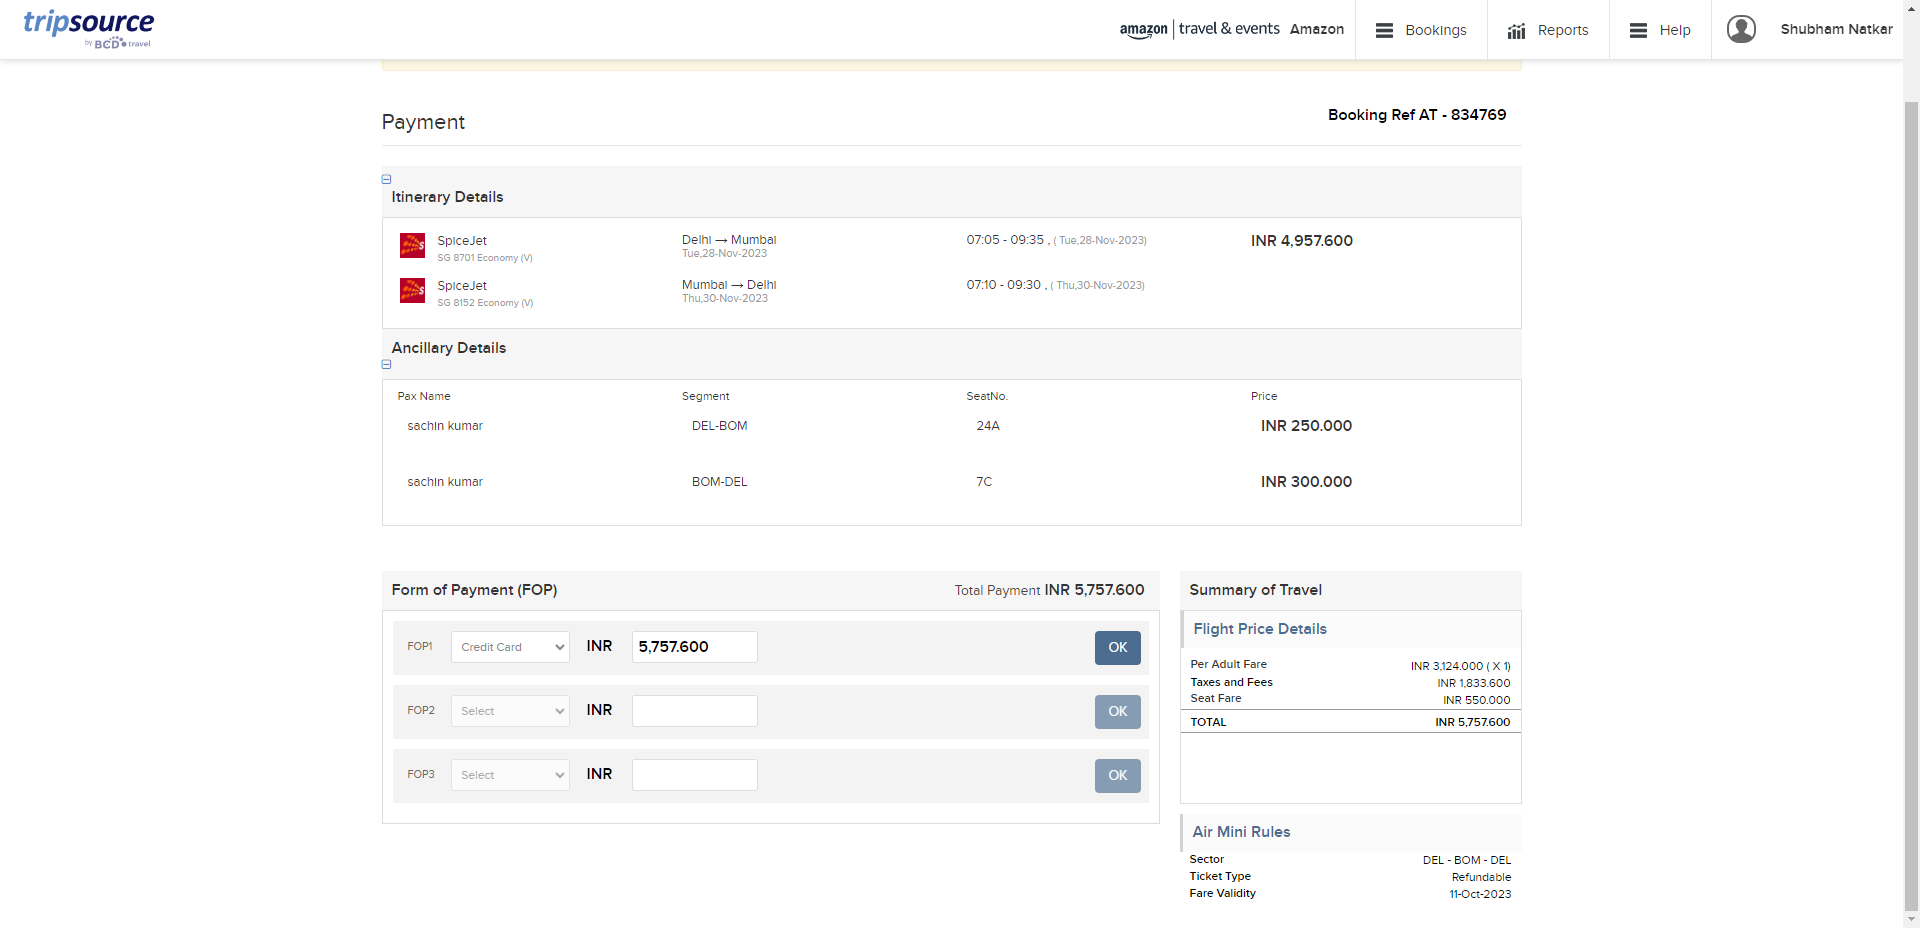 tripsource
by BCD travel
amazon | travel & events Amazon
Bookings
Reports
Help
Shubham Natkar
Payment
Booking Ref AT - 834769
Itinerary Details
SpiceJet
SG 8701 Economy (V)
Delhi → Mumbai
Tue,28-Nov-2023
07:05 - 09:35 , ( Tue,28-Nov-2023)
INR 4,957.600
SpiceJet
SG 8152 Economy (V)
Mumbai → Delhi
Thu,30-Nov-2023
07:10 - 09:30 , ( Thu,30-Nov-2023)
Ancillary Details
Pax Name Segment SeatNo. Price
sachin kumar DEL-BOM 24A INR 250.000
sachin kumar BOM-DEL 7C INR 300.000
Form of Payment (FOP) Total Payment INR 5,757.600
FOP1 Credit Card INR 5,757.600 OK
FOP2 Select INR OK
FOP3 Select INR OK
Summary of Travel
Flight Price Details
Per Adult Fare INR 3,124.000 ( X 1)
Taxes and Fees INR 1,833.600
Seat Fare INR 550.000
TOTAL INR 5,757.600
Air Mini Rules
Sector DEL - BOM - DEL
Ticket Type Refundable
Fare Validity 11-Oct-2023